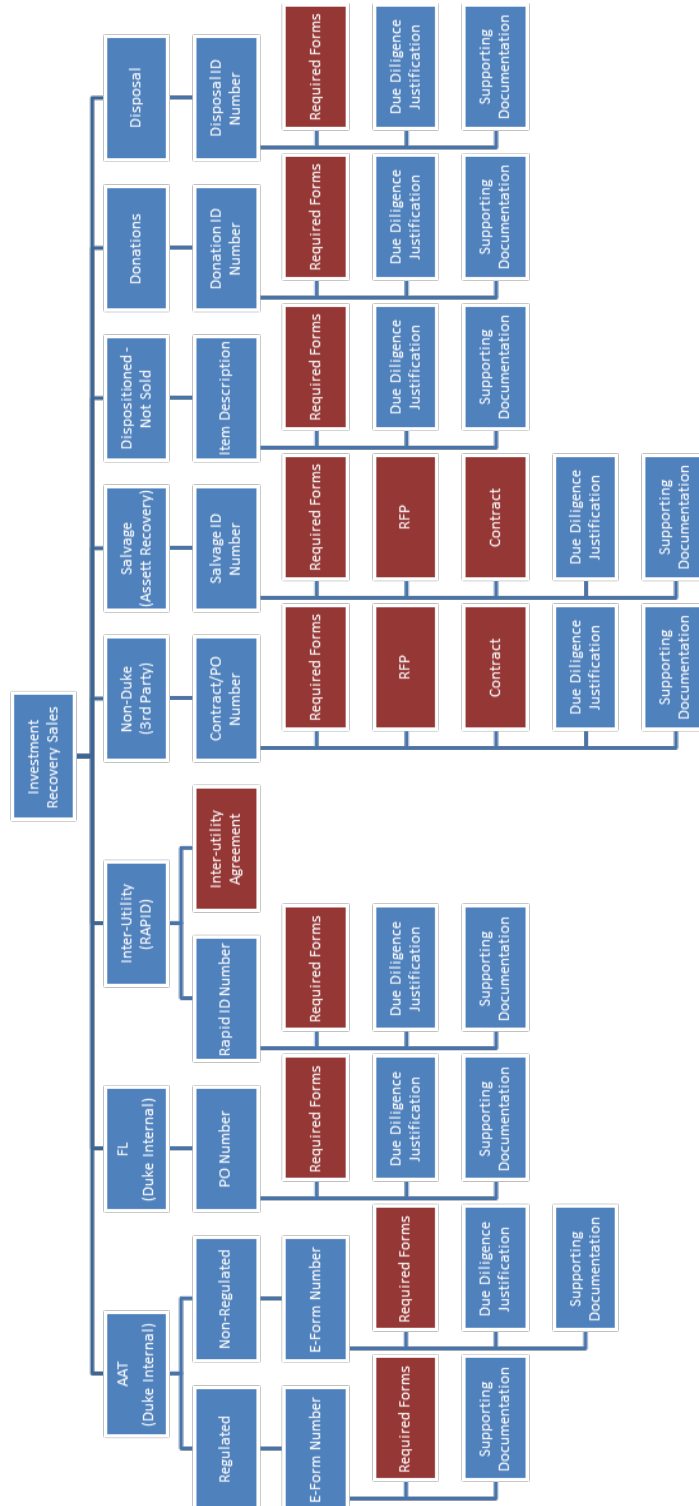 Investment
Recovery Sales
AAT
(Duke Internal)
FL
(Duke Internal)
Inter-Utility
(RAPID)
Non-Duke
(3rd Party)
Salvage
(Assett Recovery)
Dispositioned -
Not Sold
Donations
Disposal
Regulated
Non-Regulated
PO Number
Rapid ID Number
Inter-utility
Agreement
Contract/PO
Number
Salvage ID
Number
Item Description
Donation ID
Number
Disposal ID
Number
E-Form Number
E-Form Number
Required Forms
Required Forms
Required Forms
Required Forms
Required Forms
Required Forms
Required Forms
Required Forms
Required Forms
Due Diligence
Justification
Due Diligence
Justification
RFP
RFP
Due Diligence
Justification
Due Diligence
Justification
Due Diligence
Justification
Supporting
Documentation
Due Diligence
Justification
Supporting
Documentation
Supporting
Documentation
Contract
Contract
Supporting
Documentation
Supporting
Documentation
Supporting
Documentation
Supporting
Documentation
Due Diligence
Justification
Due Diligence
Justification
Supporting
Documentation
Supporting
Documentation